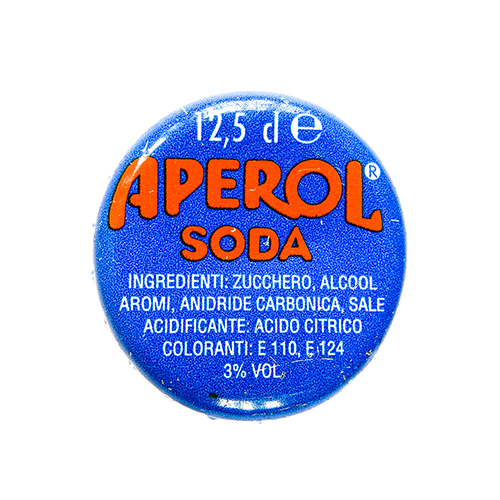 12,5 cl e
APEROL®
SODA
INGREDIENTI: ZUCCHERO, ALCOOL
AROMI, ANIDRIDE CARBONICA, SALE
ACIDIFICANTE: ACIDO CITRICO
COLORANTI: E 110, E 124
3% VOL.